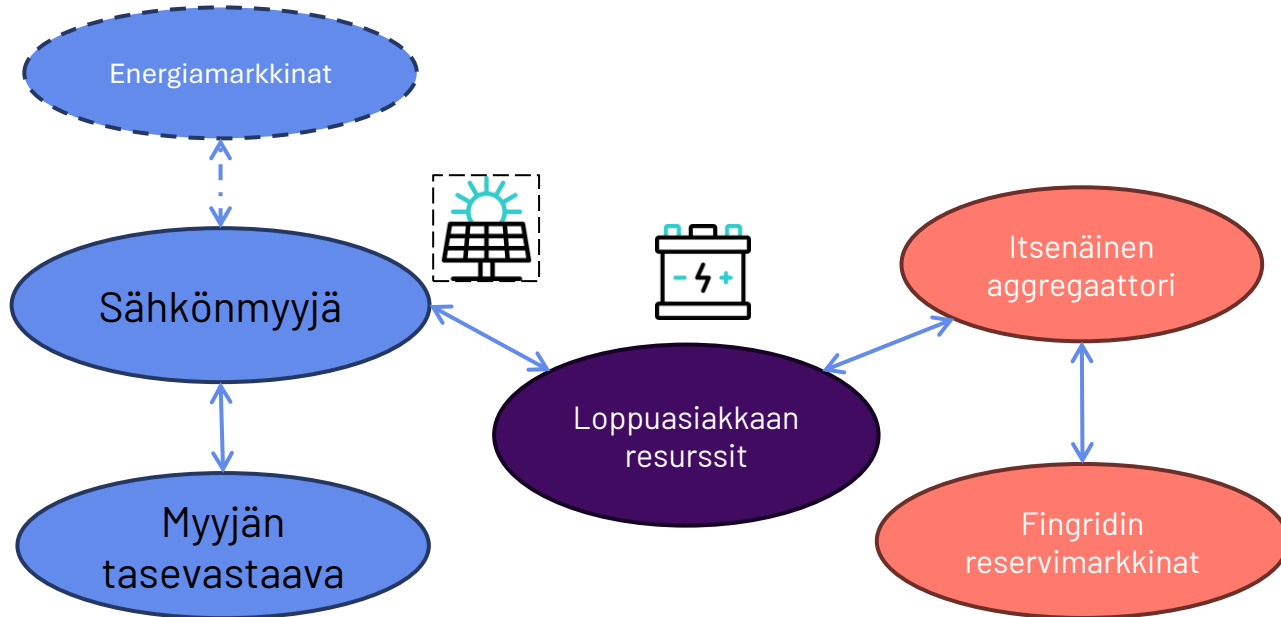 Energiamarkkinat
Sähkönmyyjä
Myyjän
tasevastaava
Loppuasiakkaan
resurssit
Itsenäinen
aggregaattori
Fingridin
reservimarkkinat